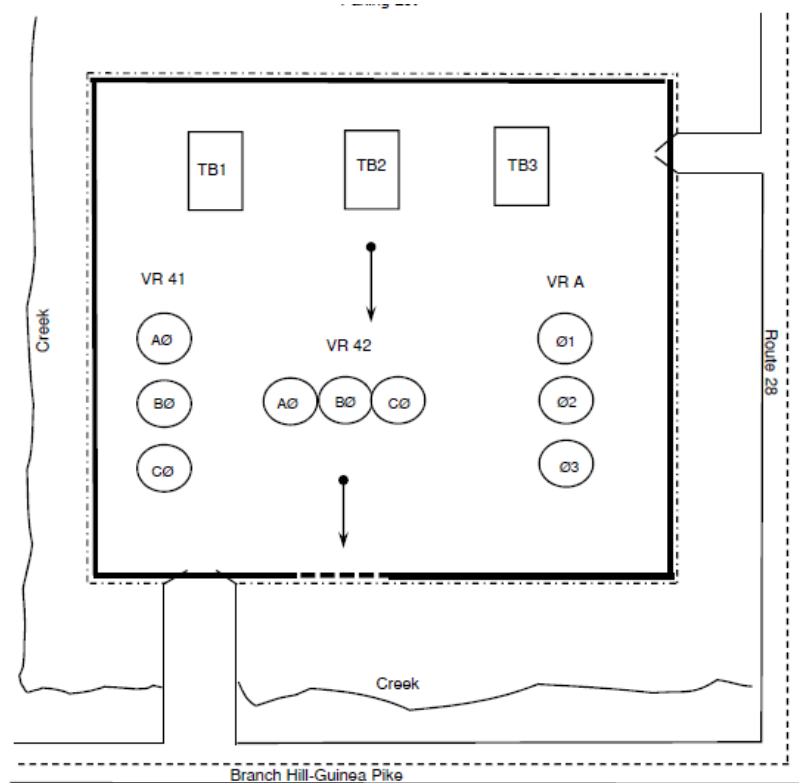 TB1
TB2
TB3
VR 41
VR A
AØ
BØ
CØ
VR 42
AØ
BØ
CØ
Ø1
Ø2
Ø3
Creek
Route 28
Creek
Branch Hill-Guinea Pike